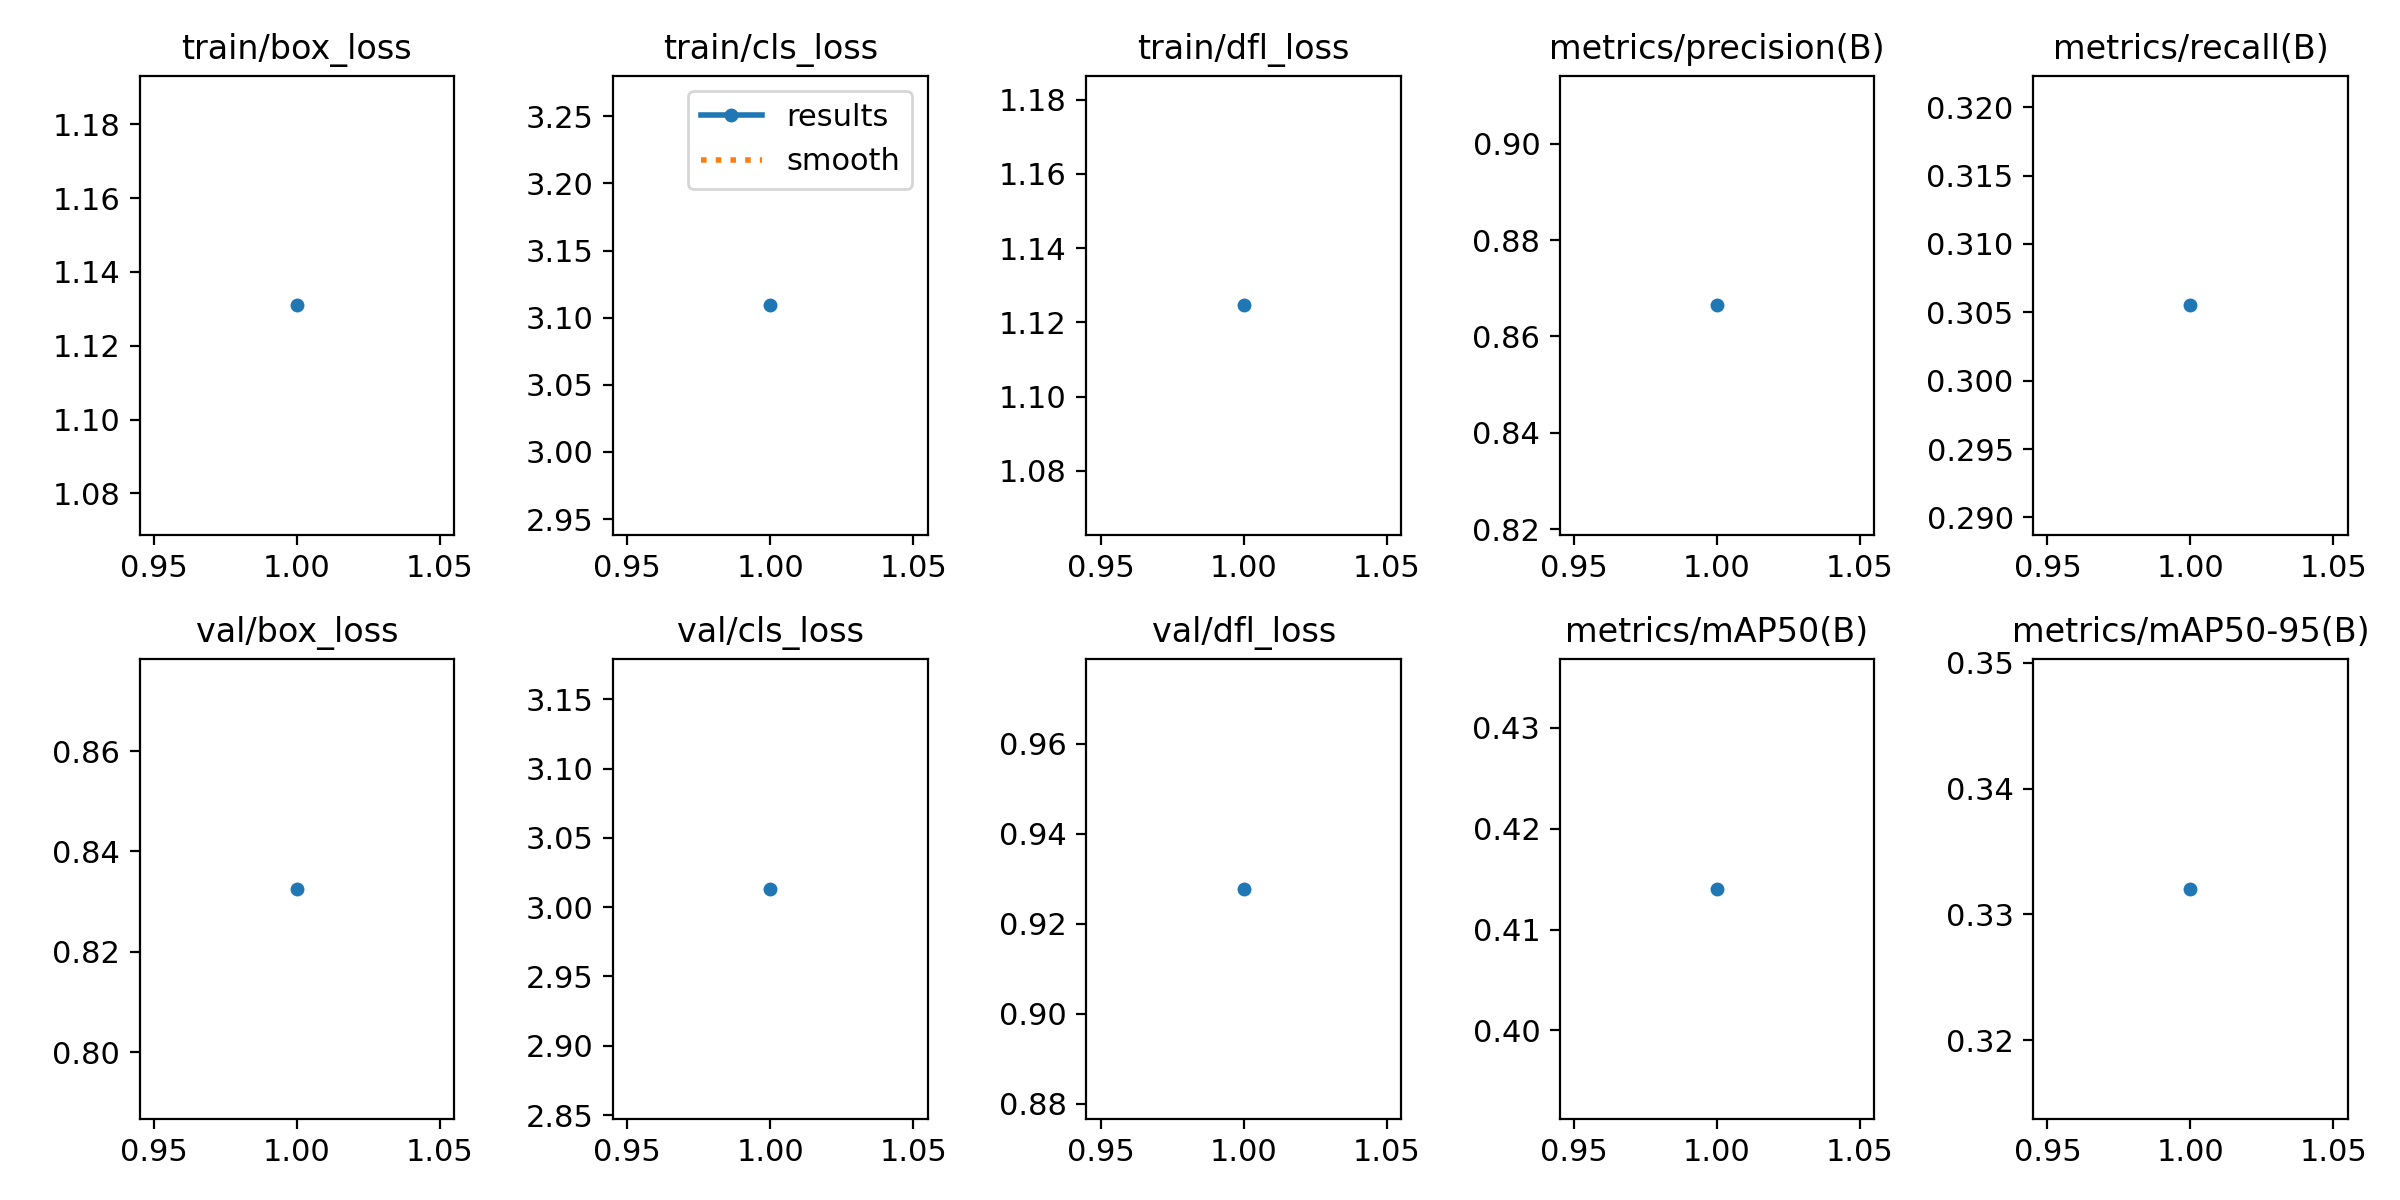 train/box_loss
1.18
1.16
1.14
1.12
1.10
1.08
0.95 1.00 1.05
train/cls_loss
results
smooth
3.25
3.20
3.15
3.10
3.05
3.00
2.95
0.95 1.00 1.05
train/dfl_loss
1.18
1.16
1.14
1.12
1.10
1.08
0.95 1.00 1.05
metrics/precision(B)
0.90
0.88
0.86
0.84
0.82
0.95 1.00 1.05
metrics/recall(B)
0.320
0.315
0.310
0.305
0.300
0.295
0.290
0.95 1.00 1.05
val/box_loss
0.86
0.84
0.82
0.80
0.95 1.00 1.05
val/cls_loss
3.15
3.10
3.05
3.00
2.95
2.90
2.85
0.95 1.00 1.05
val/dfl_loss
0.96
0.94
0.92
0.90
0.88
0.95 1.00 1.05
metrics/mAP50(B)
0.43
0.42
0.41
0.40
0.95 1.00 1.05
metrics/mAP50-95(B)
0.35
0.34
0.33
0.32
0.95 1.00 1.05